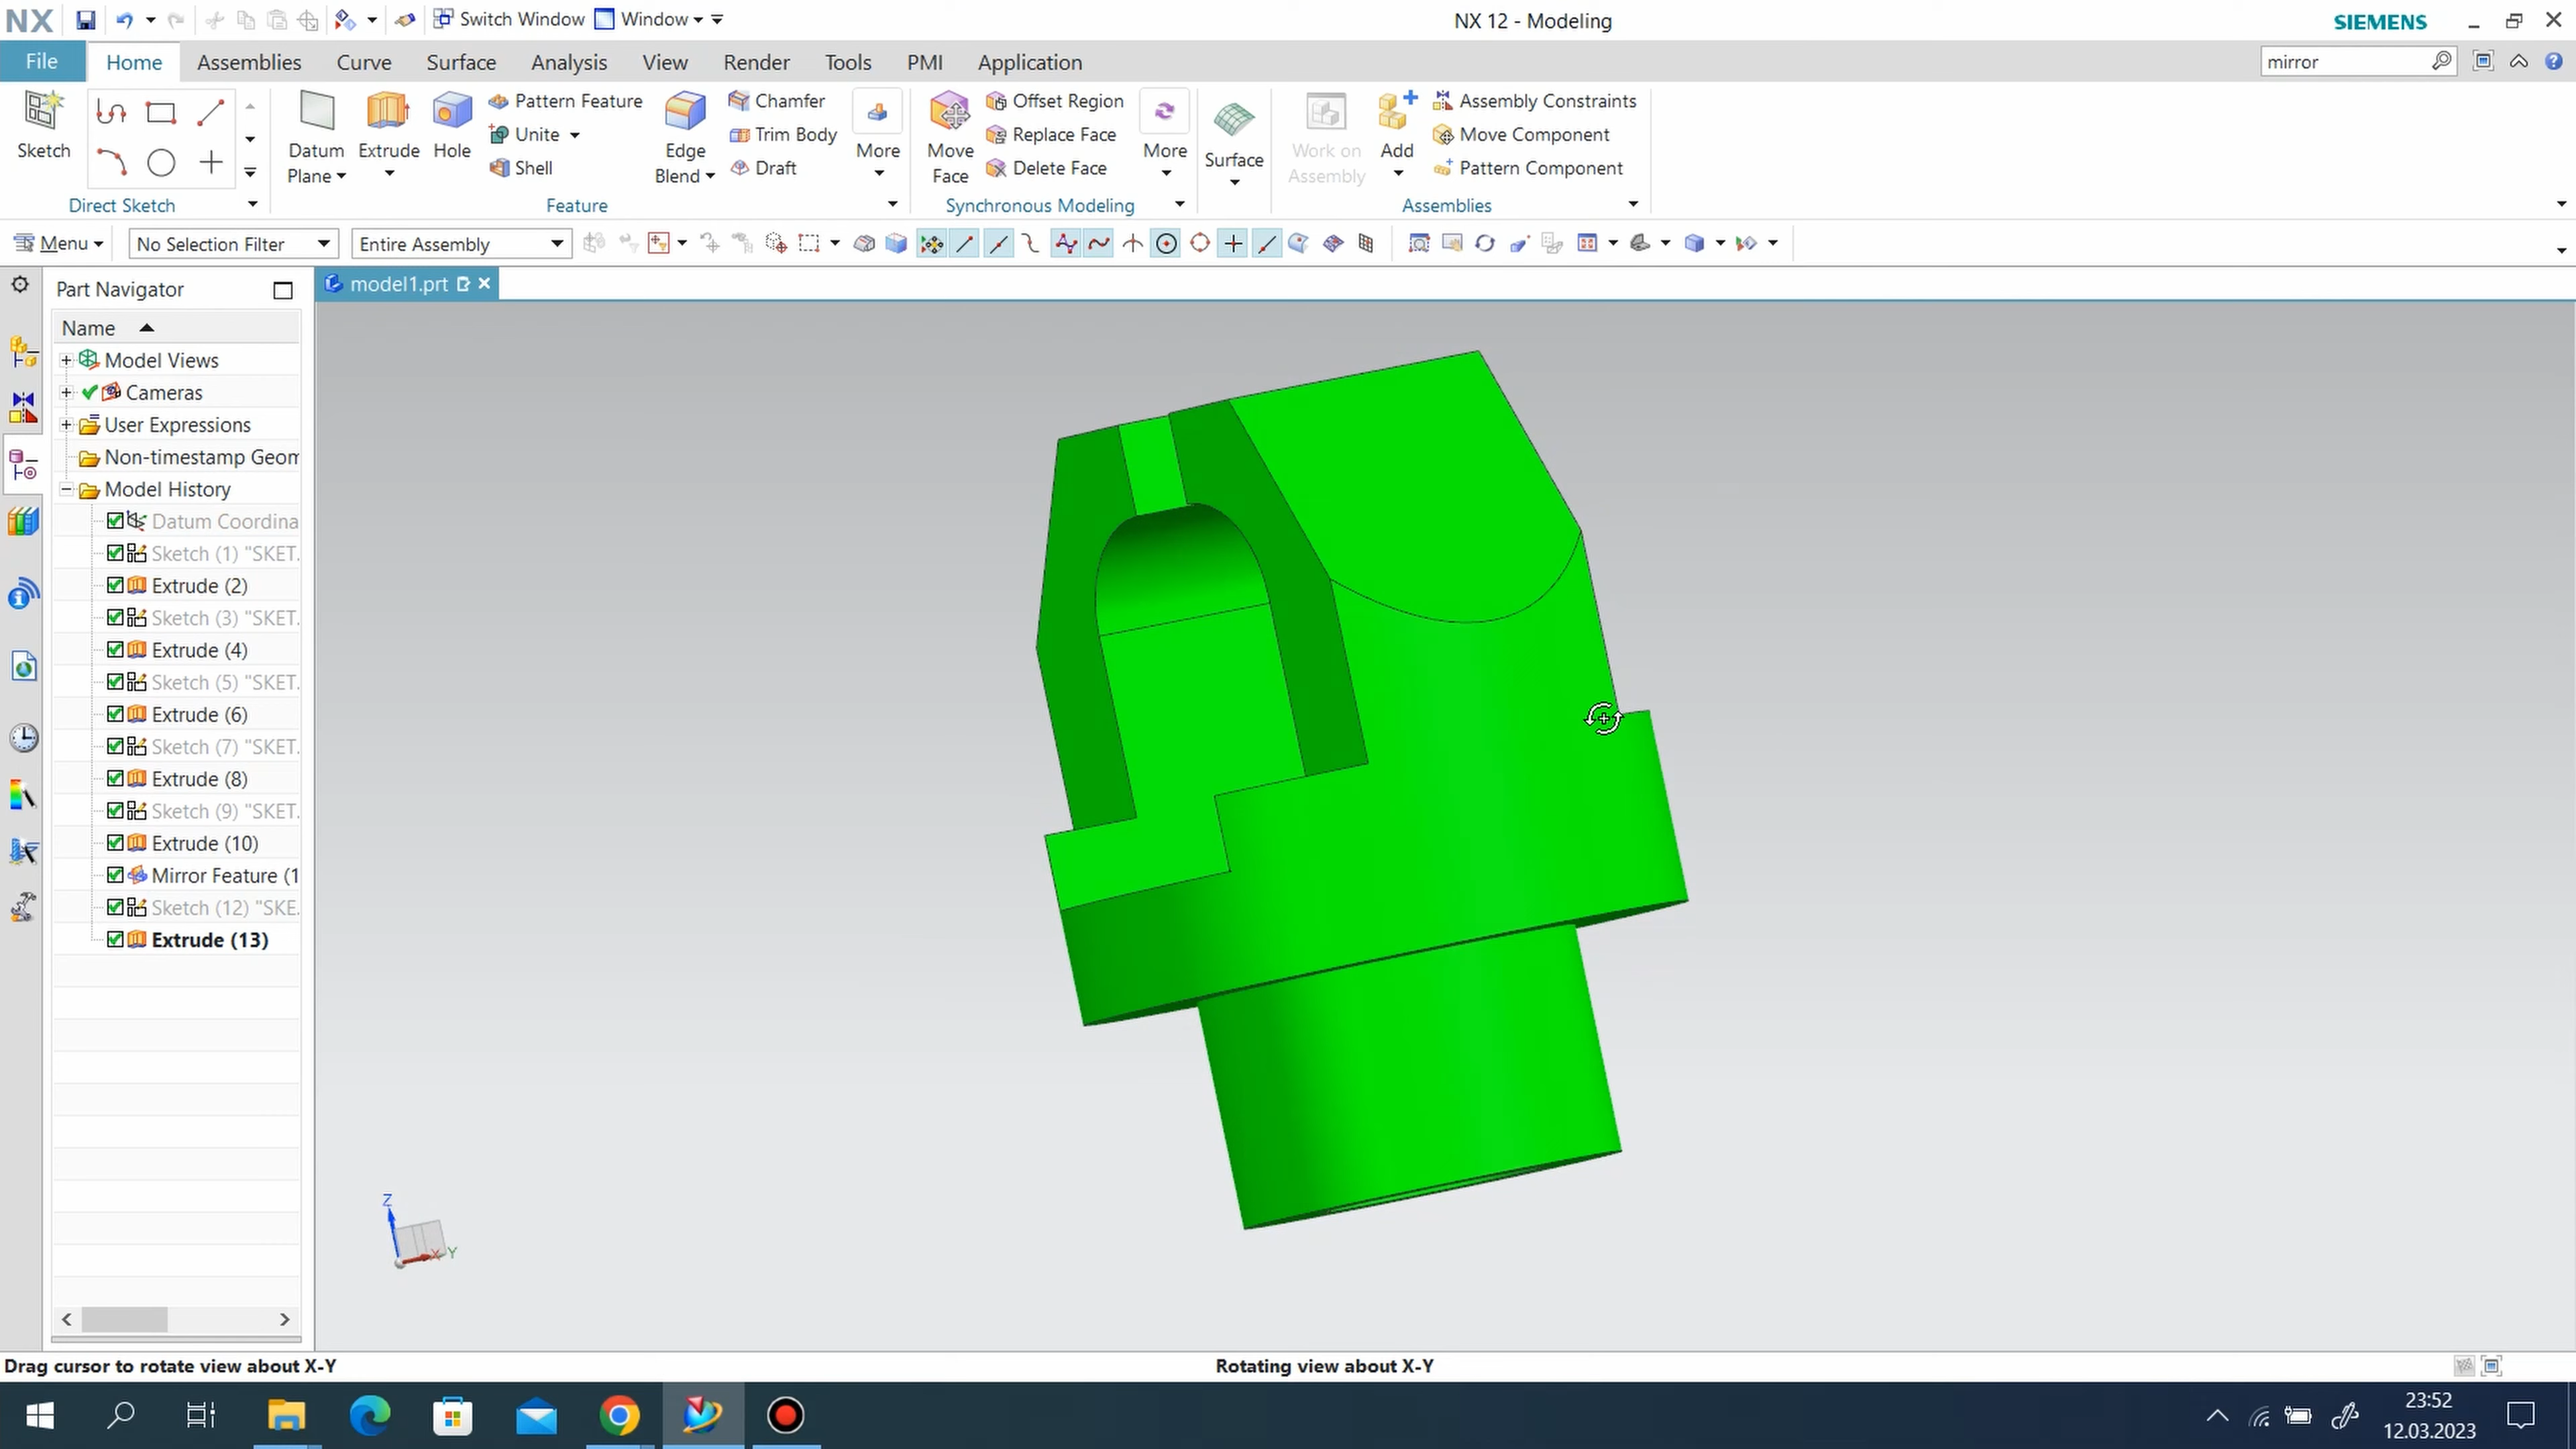 NX Switch Window Window NX 12 - Modeling SIEMENS
File Home Assemblies Curve Surface Analysis View Render Tools PMI Application mirror
Sketch
Direct Sketch
Datum Plane
Extrude
Hole
Pattern Feature
Unite
Shell
Edge Blend
Chamfer
Trim Body
Draft
More
Feature
Move Face
Offset Region
Replace Face
Delete Face
More
Synchronous Modeling
Surface
Work on Assembly
Add
Assembly Constraints
Move Component
Pattern Component
Assemblies
Menu No Selection Filter Entire Assembly
Part Navigator
model1.prt
Name
Model Views
Cameras
User Expressions
Non-timestamp Geom
Model History
Datum Coordina
Sketch (1) "SKET.
Extrude (2)
Sketch (3) "SKET.
Extrude (4)
Sketch (5) "SKET.
Extrude (6)
Sketch (7) "SKET.
Extrude (8)
Sketch (9) "SKET.
Extrude (10)
Mirror Feature (1
Sketch (12) "SKE.
Extrude (13)
Z
X Y
Drag cursor to rotate view about X-Y Rotating view about X-Y
23:52
12.03.2023